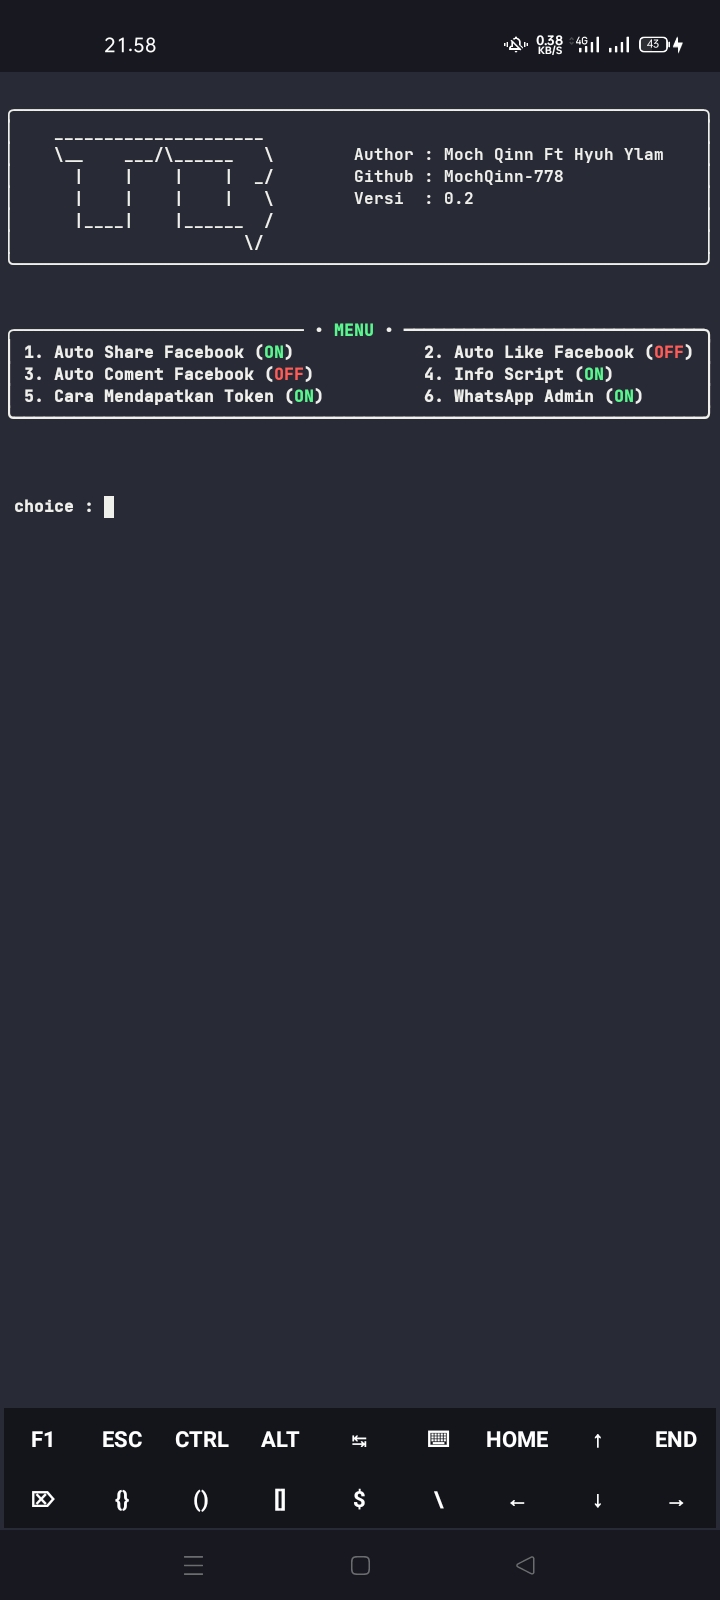 21.58 0.38 KB/S 4G 43
Author : Moch Qinn Ft Hyuh Ylam
Github : MochQinn-778
Versi : 0.2
• MENU •
1. Auto Share Facebook (ON) 2. Auto Like Facebook (OFF)
3. Auto Coment Facebook (OFF) 4. Info Script (ON)
5. Cara Mendapatkan Token (ON) 6. WhatsApp Admin (ON)
choice :
F1 ESC CTRL ALT ↹ ⌨ HOME ↑ END
⌦ {} () [] $ \ ← ↓ →